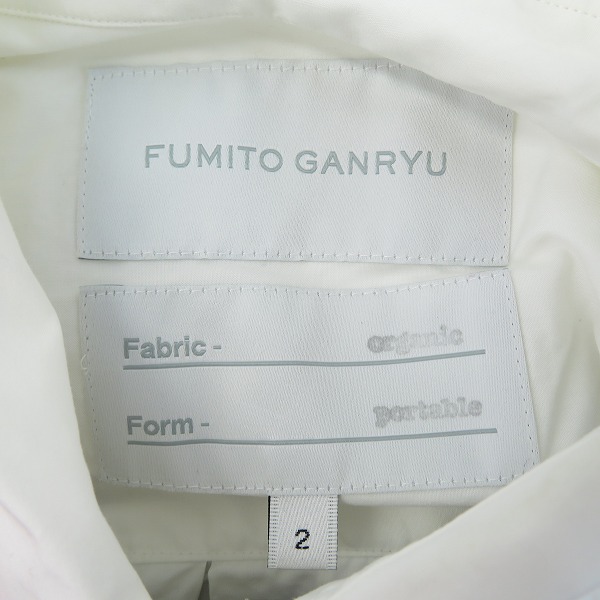 FUMITO GANRYU
Fabric - organic
Form - portable
2